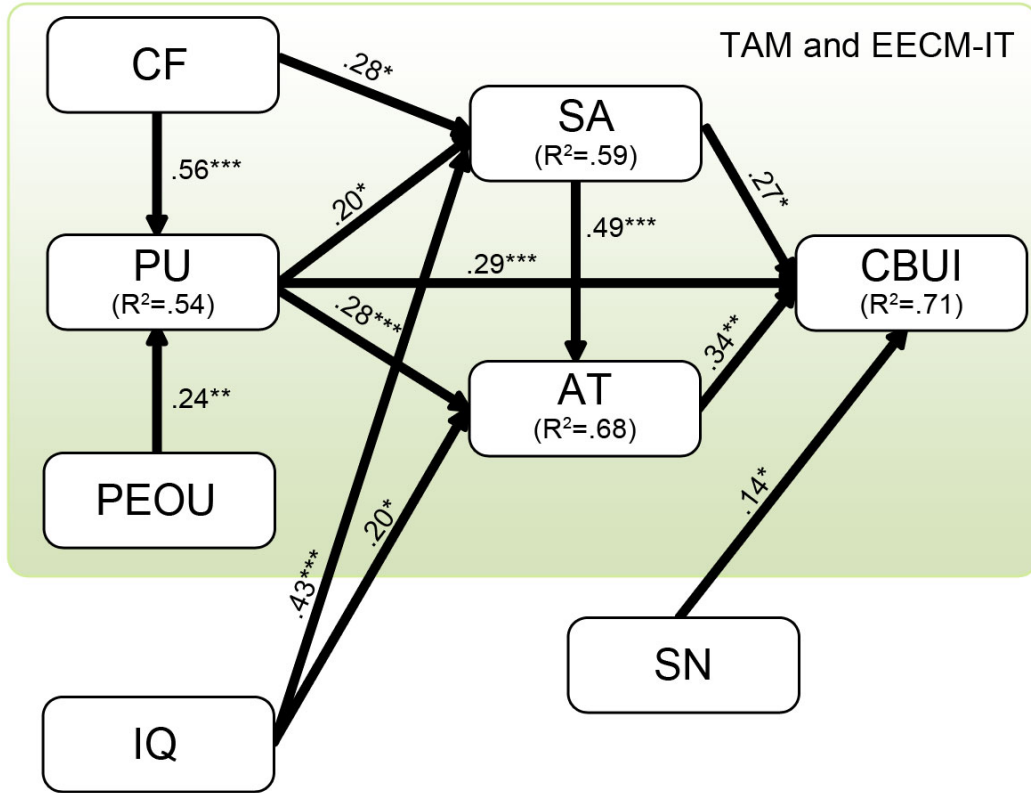 TAM and EECM-IT
CF
.28*
SA
(R²=.59)
.56***
.20*
.27*
.49***
PU
(R²=.54)
.29***
CBUI
(R²=.71)
.28***
.34**
AT
(R²=.68)
.24**
PEOU
.43***
.20*
.14*
SN
IQ